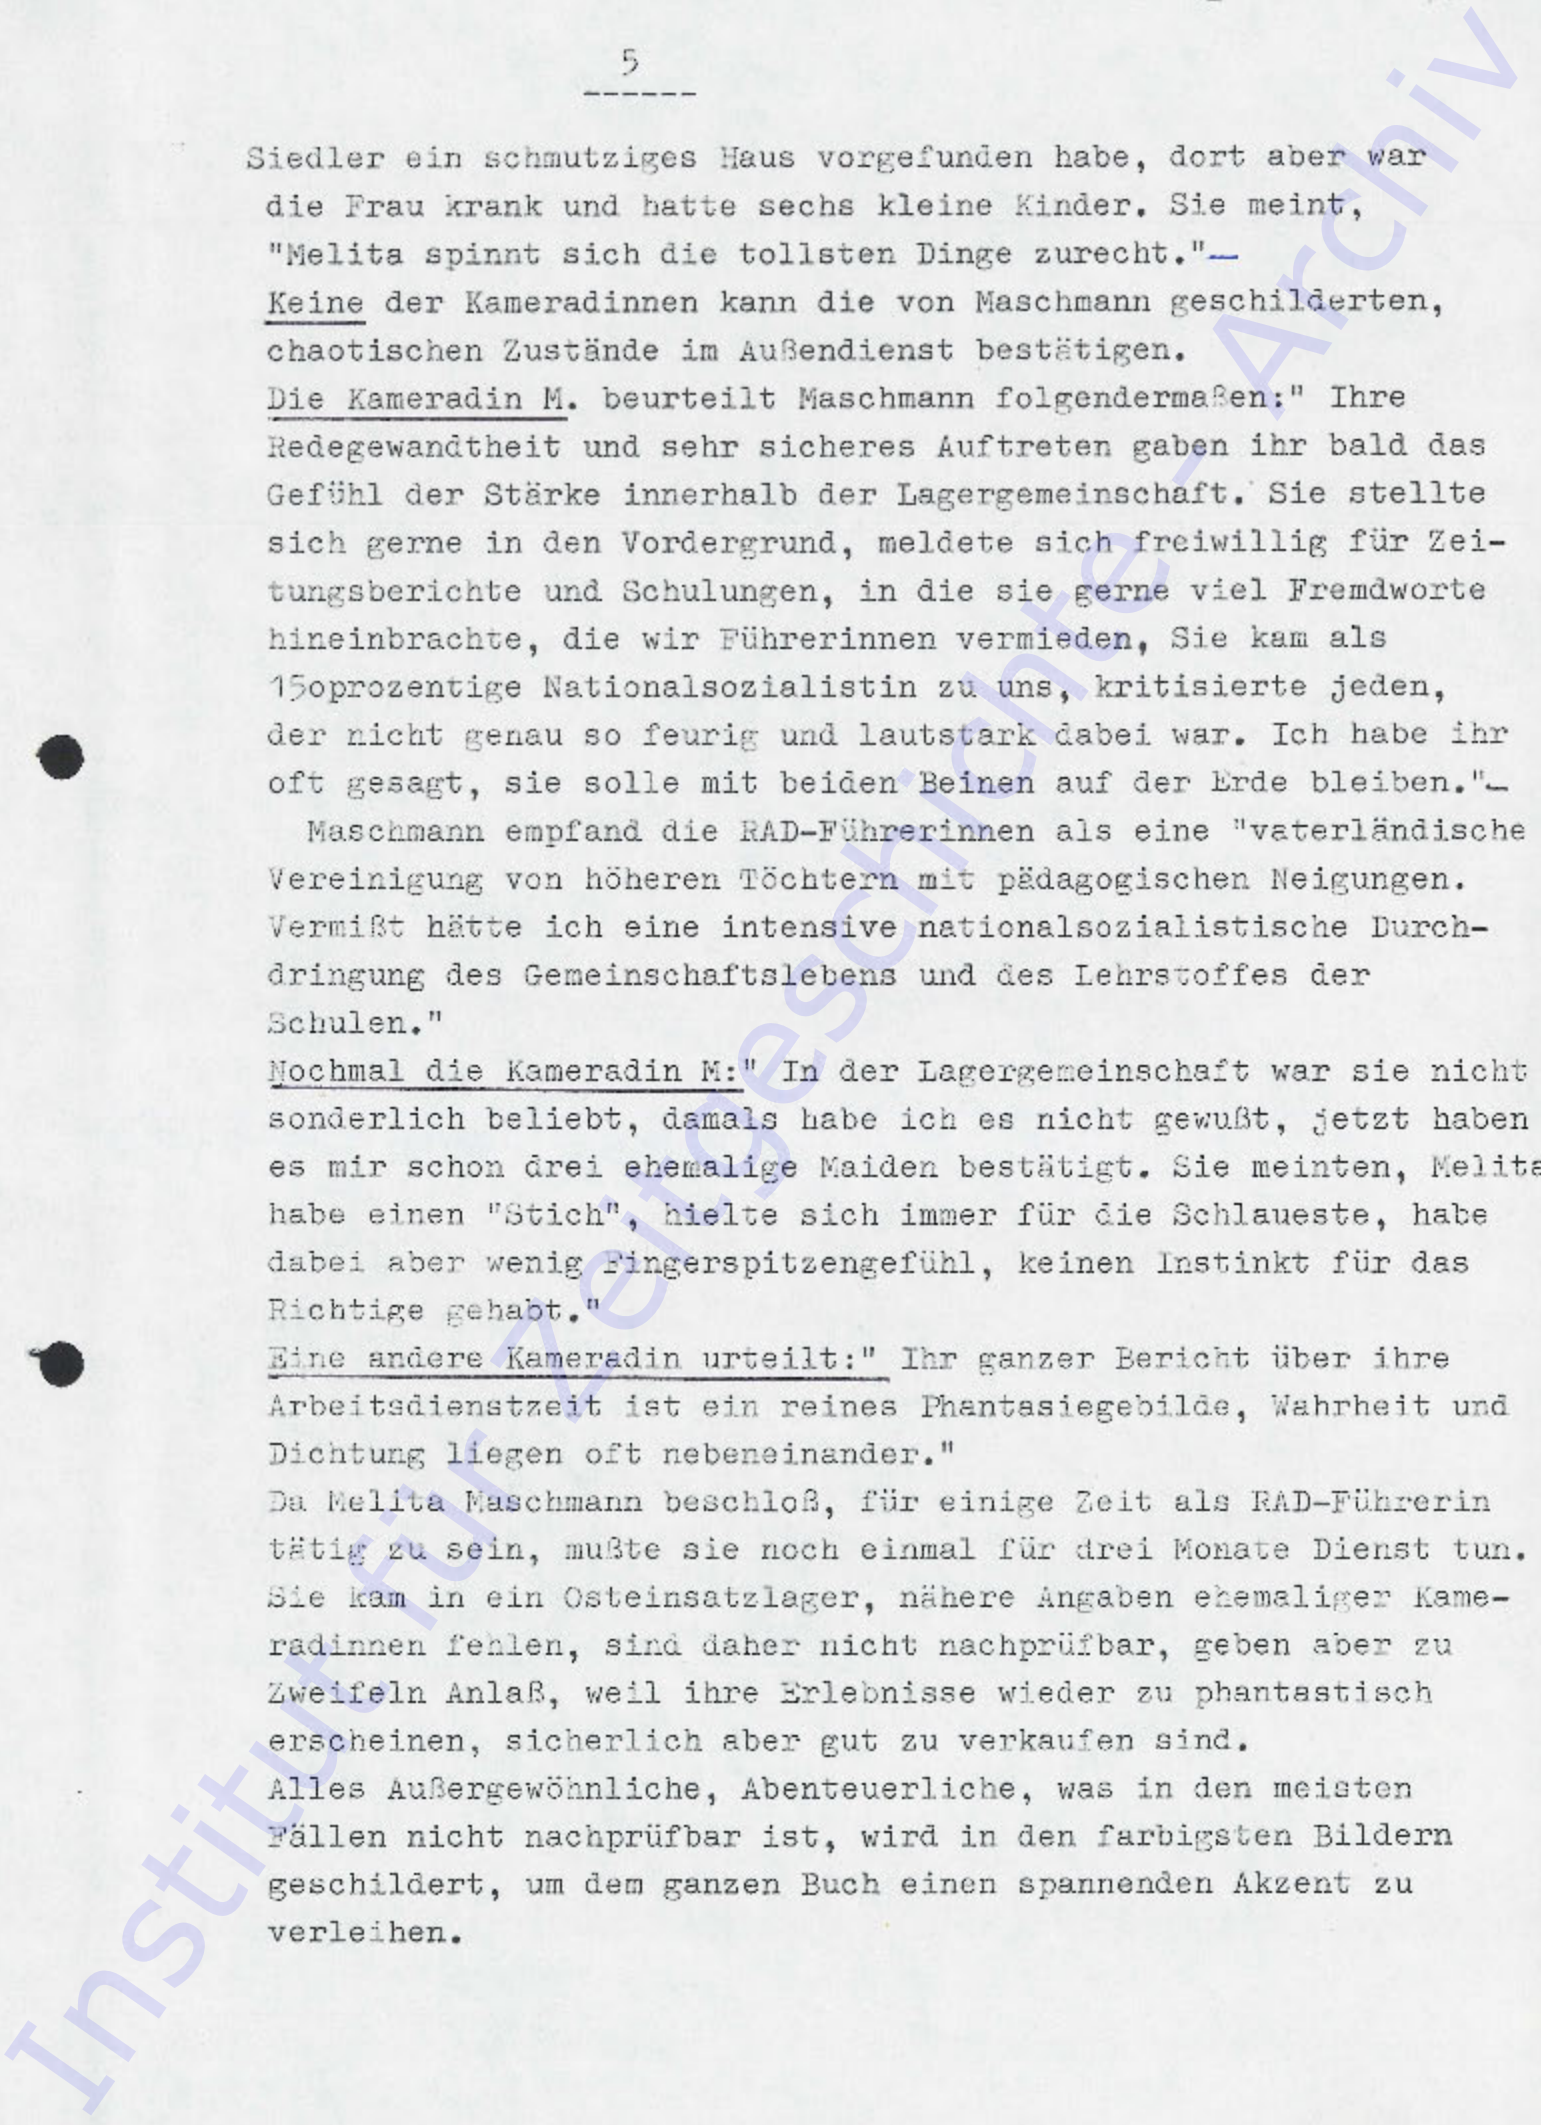 5
------
Siedler ein schmutziges Haus vorgefunden habe, dort aber war
die Frau krank und hatte sechs kleine Kinder. Sie meint,
"Melita spinnt sich die tollsten Dinge zurecht."—
Keine der Kameradinnen kann die von Maschmann geschilderten,
chaotischen Zustände im Außendienst bestätigen.
Die Kameradin M. beurteilt Maschmann folgendermaßen:" Ihre
Redegewandtheit und sehr sicheres Auftreten gaben ihr bald das
Gefühl der Stärke innerhalb der Lagergemeinschaft. Sie stellte
sich gerne in den Vordergrund, meldete sich freiwillig für Zei-
tungsberichte und Schulungen, in die sie gerne viel Fremdworte
hineinbrachte, die wir Führerinnen vermieden, Sie kam als
15oprozentige Nationalsozialistin zu uns, kritisierte jeden,
der nicht genau so feurig und lautstark dabei war. Ich habe ihr
oft gesagt, sie solle mit beiden Beinen auf der Erde bleiben."—
Maschmann empfand die RAD-Führerinnen als eine "vaterländische
Vereinigung von höheren Töchtern mit pädagogischen Neigungen.
Vermißt hätte ich eine intensive nationalsozialistische Durch-
dringung des Gemeinschaftslebens und des Lehrstoffes der
Schulen."
Nochmal die Kameradin M:" In der Lagergemeinschaft war sie nicht
sonderlich beliebt, damals habe ich es nicht gewußt, jetzt haben
es mir schon drei ehemalige Maiden bestätigt. Sie meinten, Melita
habe einen "Stich", hielte sich immer für die Schlaueste, habe
dabei aber wenig Fingerspitzengefühl, keinen Instinkt für das
Richtige gehabt."
Eine andere Kameradin urteilt:" Ihr ganzer Bericht über ihre
Arbeitsdienstzeit ist ein reines Phantasiegebilde, Wahrheit und
Dichtung liegen oft nebeneinander."
Da Melita Maschmann beschloß, für einige Zeit als RAD-Führerin
tätig zu sein, mußte sie noch einmal für drei Monate Dienst tun.
Sie kam in ein Osteinsatzlager, nähere Angaben ehemaliger Kame-
radinnen fehlen, sind daher nicht nachprüfbar, geben aber zu
Zweifeln Anlaß, weil ihre Erlebnisse wieder zu phantastisch
erscheinen, sicherlich aber gut zu verkaufen sind.
Alles Außergewöhnliche, Abenteuerliche, was in den meisten
Fällen nicht nachprüfbar ist, wird in den farbigsten Bildern
geschildert, um dem ganzen Buch einen spannenden Akzent zu
verleihen.
Institut für Zeitgeschichte - Archiv